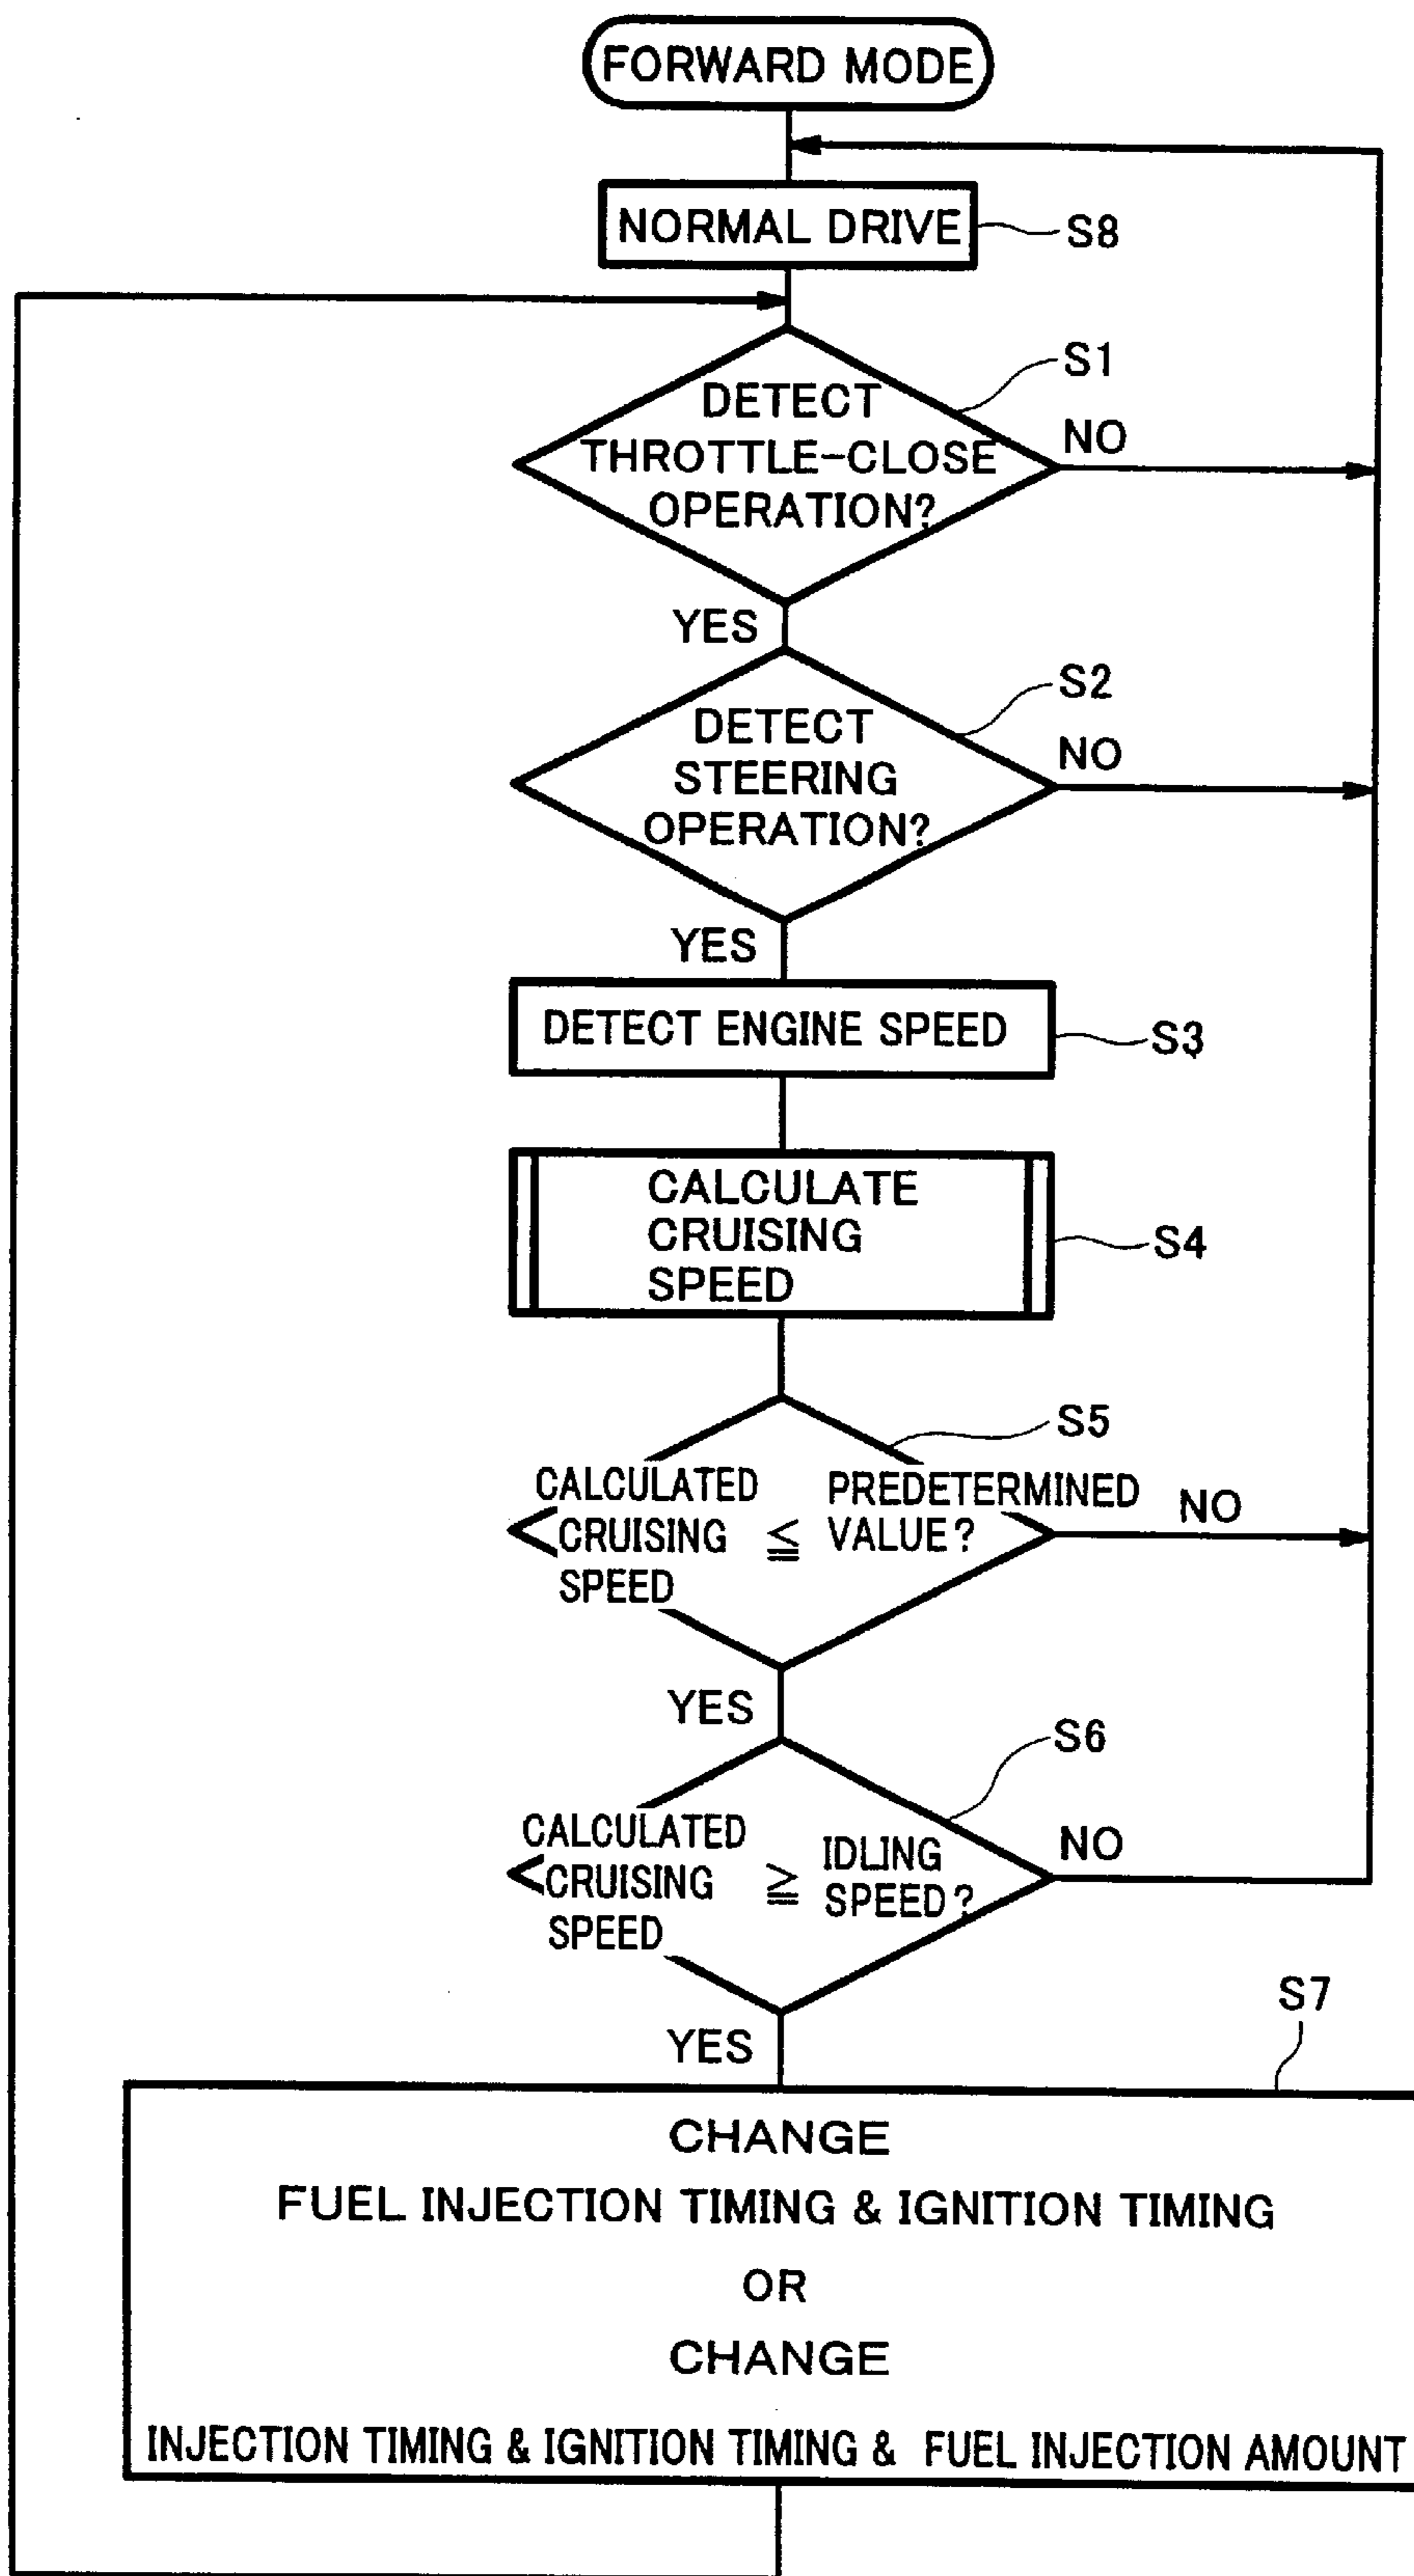 FORWARD MODE
NORMAL DRIVE
S8
S1
DETECT
THROTTLE-CLOSE
OPERATION?
NO
YES
S2
DETECT
STEERING
OPERATION?
NO
YES
DETECT ENGINE SPEED
S3
CALCULATE
CRUISING
SPEED
S4
S5
CALCULATED
CRUISING
SPEED
≦
PREDETERMINED
VALUE?
NO
YES
S6
CALCULATED
CRUISING
SPEED
≧
IDLING
SPEED?
NO
YES
S7
CHANGE
FUEL INJECTION TIMING & IGNITION TIMING
OR
CHANGE
INJECTION TIMING & IGNITION TIMING & FUEL INJECTION AMOUNT